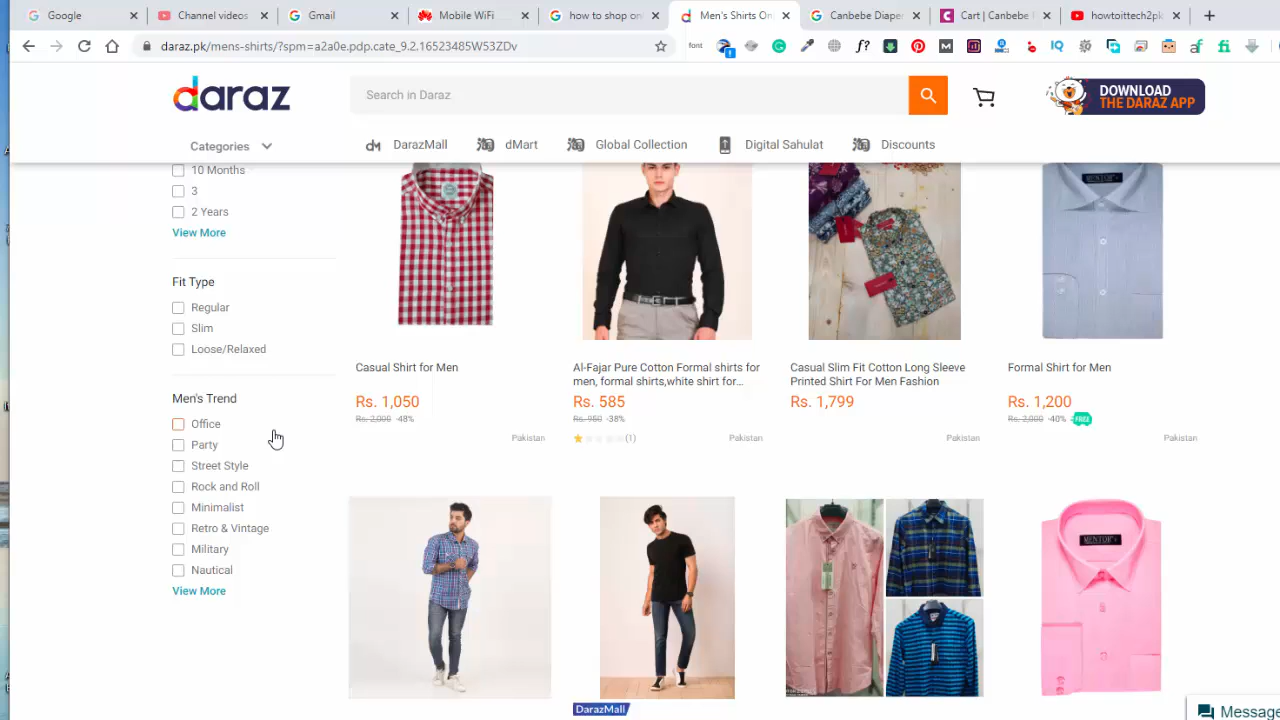 Google
Channel videos
Gmail
Mobile WiFi
how to shop on
Men's Shirts On
Canbebe Diaper
Cart | Canbebe
howtoittech2pk
daraz.pk/mens-shirts/?spm=a2a0e.pp.cate_9_2.16523485W53ZDv
font
daraz
Search in Daraz
DOWNLOAD
THE DARAZ APP
Categories
DarazMall
dMart
Global Collection
Digital Sahulat
Discounts
10 Months
3
2 Years
View More
Fit Type
Regular
Slim
Loose/Relaxed
Men's Trend
Office
Party
Street Style
Rock and Roll
Minimalist
Retro / Vintage
Military
Nautical
View More
MENTOR
Casual Shirt for Men
Rs. 1,050
Rs. 2,000 -48%
Pakistan
Al-Fajar Pure Cotton Formal shirts for
men, formal shirts,white shirt for...
Rs. 585
Rs. 950 -38%
(1)
Pakistan
Casual Slim Fit Cotton Long Sleeve
Printed Shirt For Men Fashion
Rs. 1,799
Pakistan
Formal Shirt for Men
Rs. 1,200
Rs. 2,000 -40% FREE
Pakistan
MENTOR
DarazMall
Message